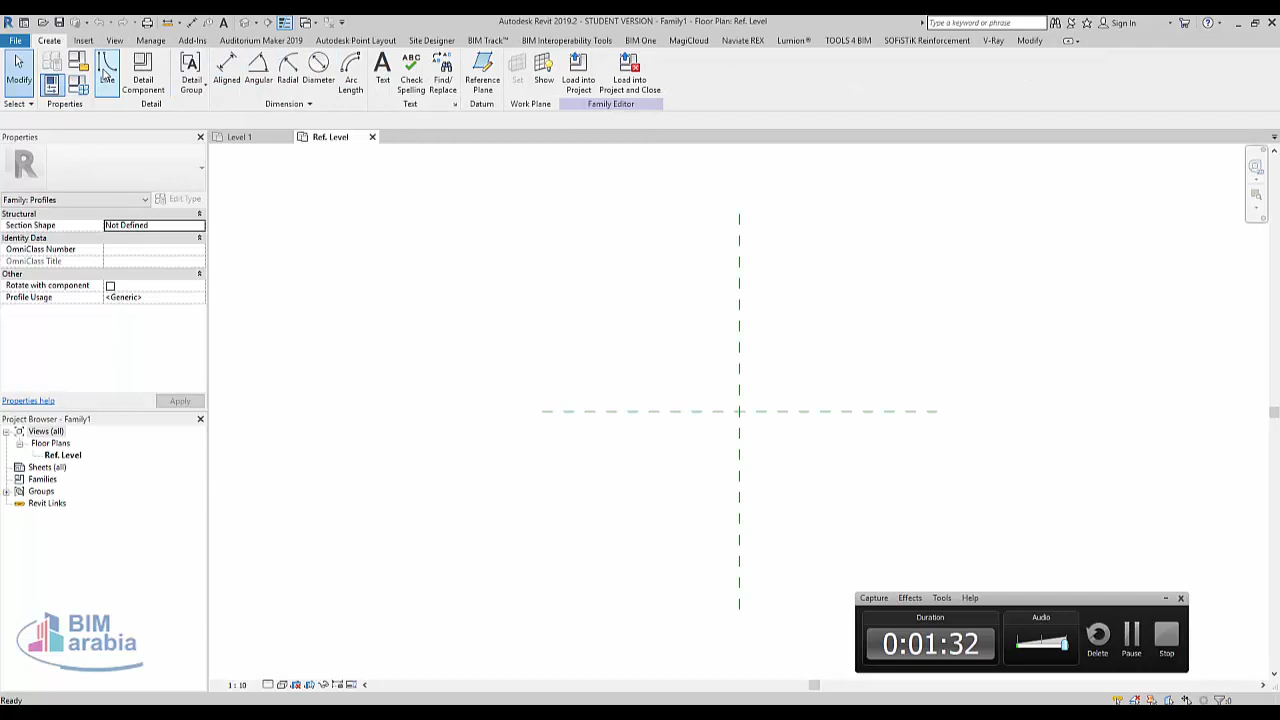 Autodesk Revit 2019.2 - STUDENT VERSION - Family1 - Floor Plan: Ref. Level
Type a keyword or phrase
Sign In
File Create Insert View Manage Add-Ins Auditorium Maker 2019 Autodesk Point Layout Site Designer BIM Track™ BIM Interoperability Tools BIM One MagiCloud Enscape Rotate REX Lumion® TOOLS 4 BIM SOFiSTiK Reinforcement V-Ray Modify
Modify
Line
Detail Component
Detail Group
Aligned Angular Radial Diameter Arc Length
Text
Check Spelling
Find/ Replace
Reference Plane
Set Show
Load into Project
Load into Project and Close
Select Properties Detail Dimension Text Datum Work Plane Family Editor
Properties
Level 1
Ref. Level
R
Family: Profiles
Edit Type
Structural
Section Shape Not Defined
Identity Data
OmniClass Number
OmniClass Title
Other
Rotate with component
Profile Usage <Generic>
Properties help
Apply
Project Browser - Family1
Views (all)
Floor Plans
Ref. Level
Sheets (all)
Families
Groups
Revit Links
BIM
arabia
Capture Effects Tools Help
Duration
Audio
0:01:32
Delete Pause Stop
1 : 10
Ready
:0